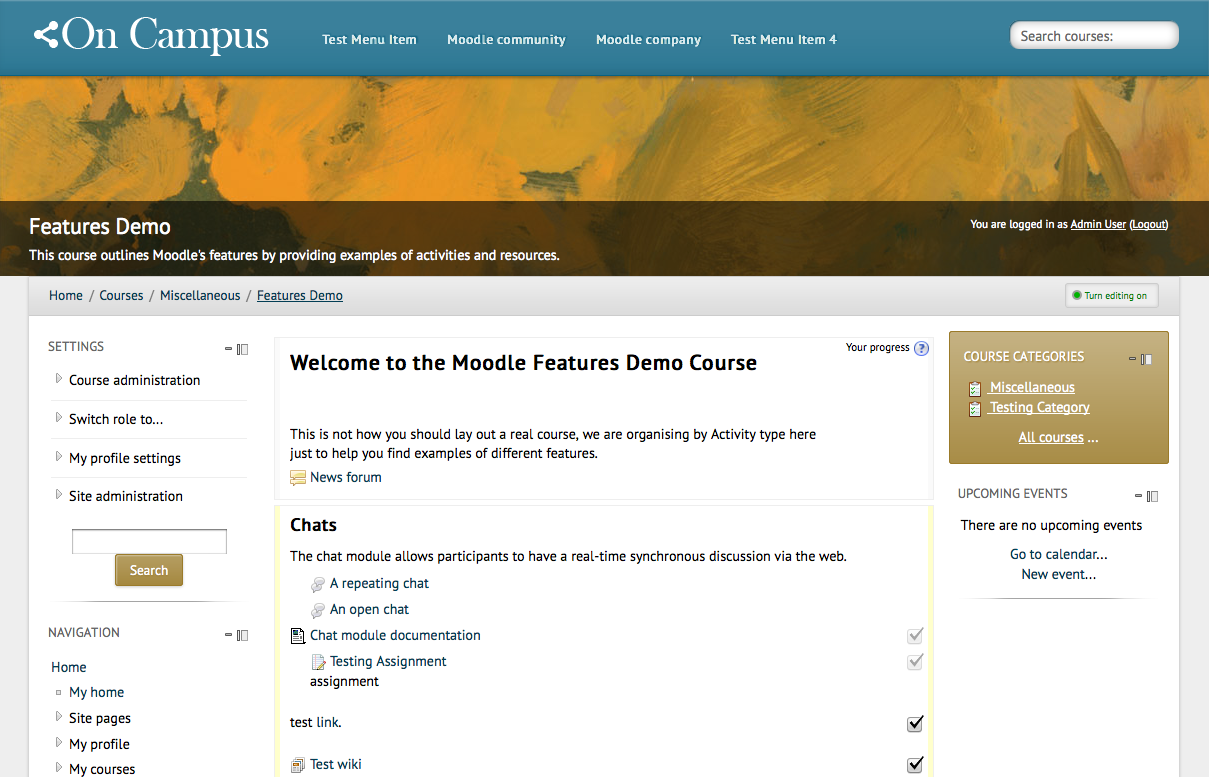 On Campus
Test Menu Item
Moodle community
Moodle company
Test Menu Item 4
Search courses:
Features Demo
This course outlines Moodle's features by providing examples of activities and resources.
You are logged in as Admin User (Logout)
Home / Courses / Miscellaneous / Features Demo
Turn editing on
SETTINGS
Course administration
Switch role to...
My profile settings
Site administration
Search
NAVIGATION
Home
My home
Site pages
My profile
My courses
Your progress ?
Welcome to the Moodle Features Demo Course
This is not how you should lay out a real course, we are organising by Activity type here
just to help you find examples of different features.
News forum
Chats
The chat module allows participants to have a real-time synchronous discussion via the web.
A repeating chat
An open chat
Chat module documentation
Testing Assignment
assignment
test link.
Test wiki
COURSE CATEGORIES
Miscellaneous
Testing Category
All courses ...
UPCOMING EVENTS
There are no upcoming events
Go to calendar...
New event...